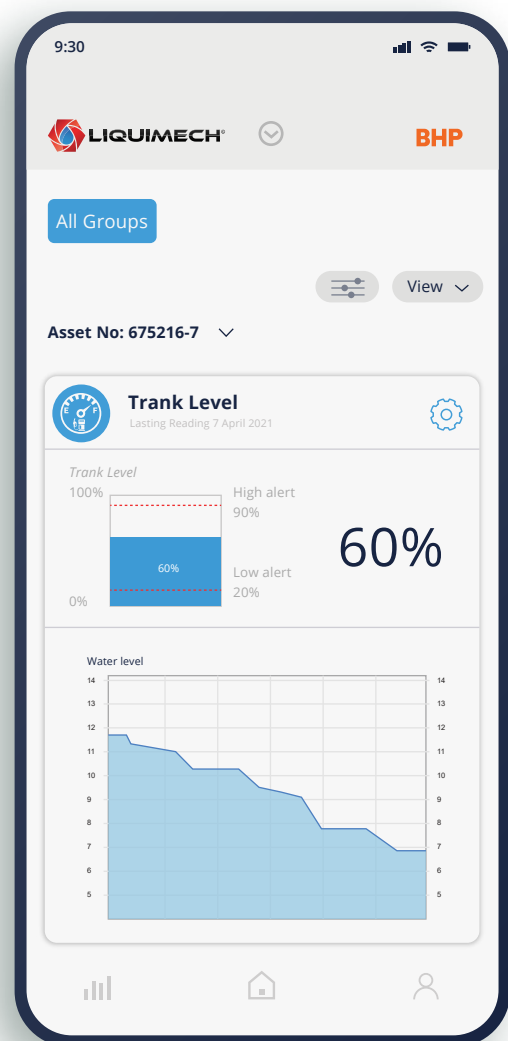 9:30
LIQUIMECH®
BHP
All Groups
View
Asset No: 675216-7
Trank Level
Lasting Reading 7 April 2021
E F
Trank Level
100%
High alert
90%
60%
60%
Low alert
20%
0%
Water level
14 14
13 13
12 12
11 11
10 10
9 9
8 8
7 7
6 6
5 5